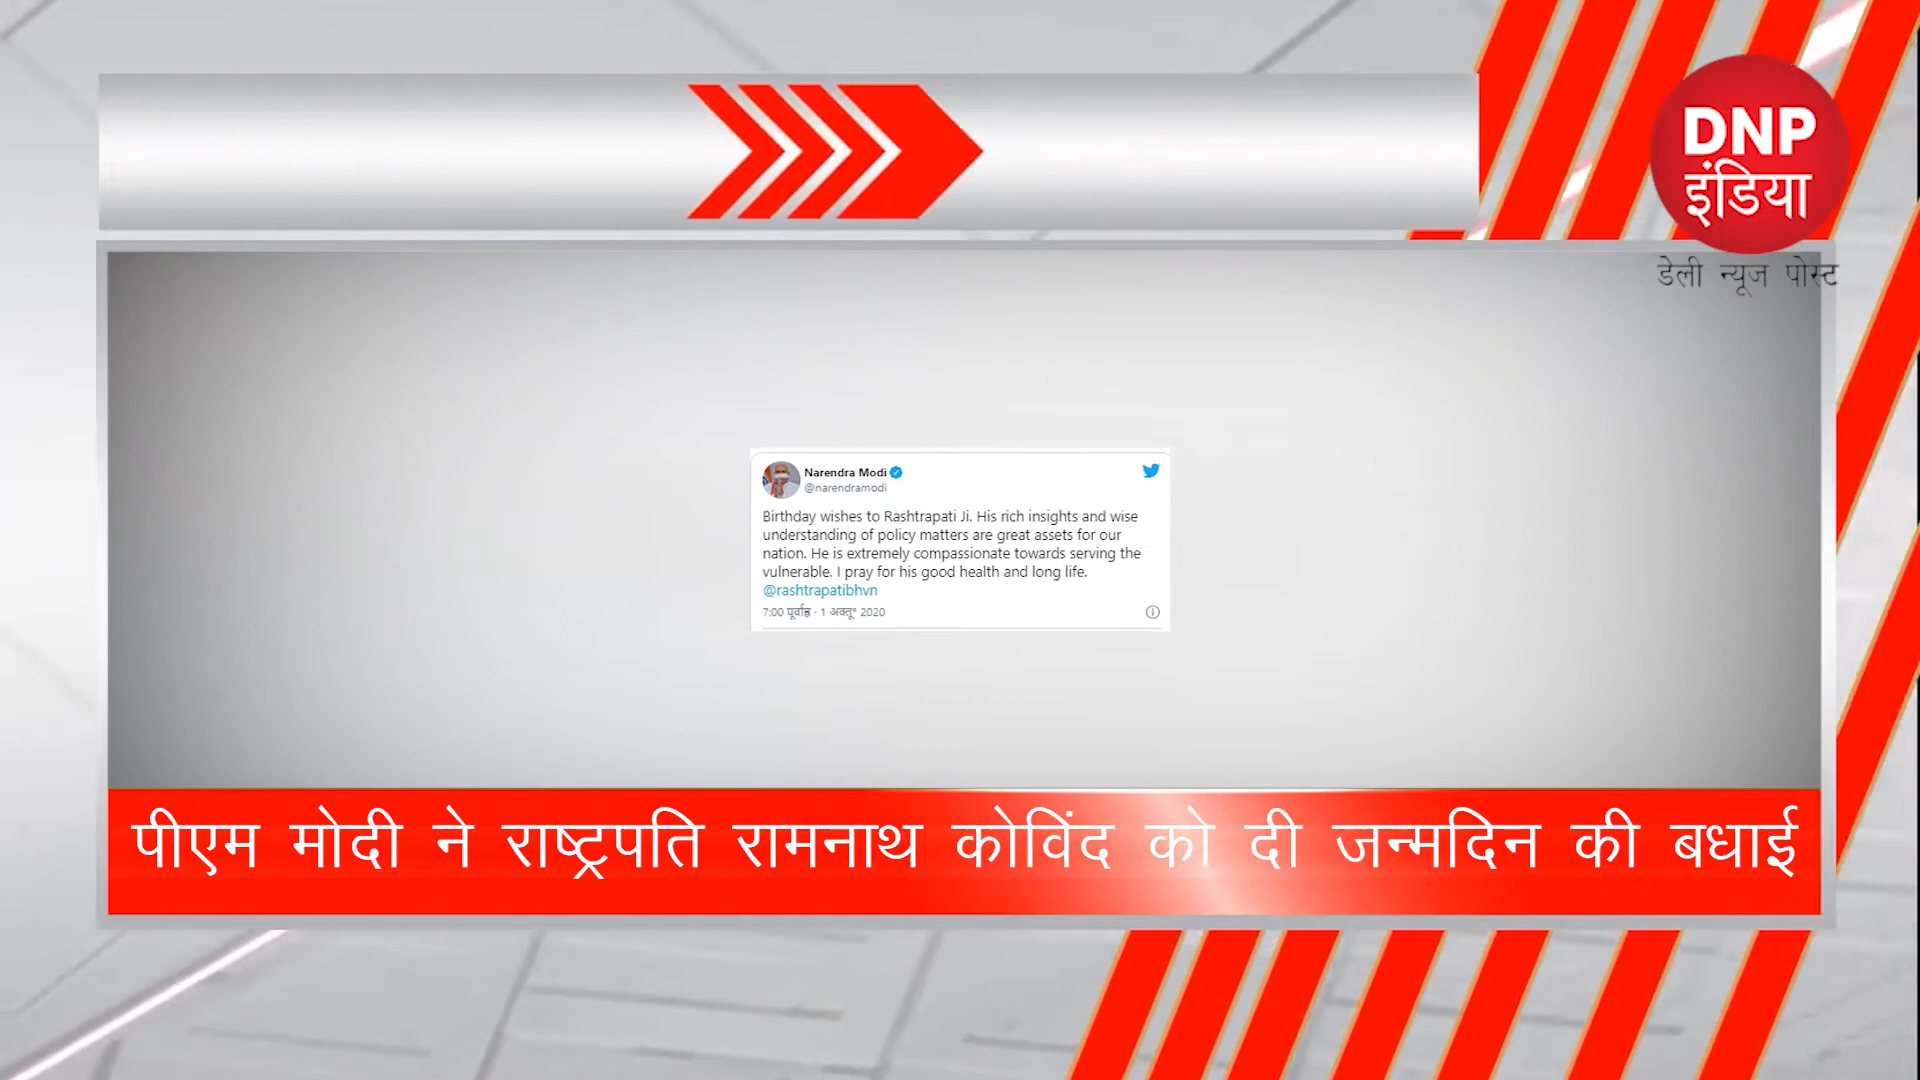 DNP
इंडिया
डेली न्यूज पोस्ट
Narendra Modi
@narendramodi
Birthday wishes to Rashtrapati Ji. His rich insights and wise
understanding of policy matters are great assets for our
nation. He is extremely compassionate towards serving the
vulnerable. I pray for his good health and long life.
@rashtrapatibhvn
7:00 पूर्वाह्न · 1 अक्तू॰ 2020
पीएम मोदी ने राष्ट्रपति रामनाथ कोविंद को दी जन्मदिन की बधाई